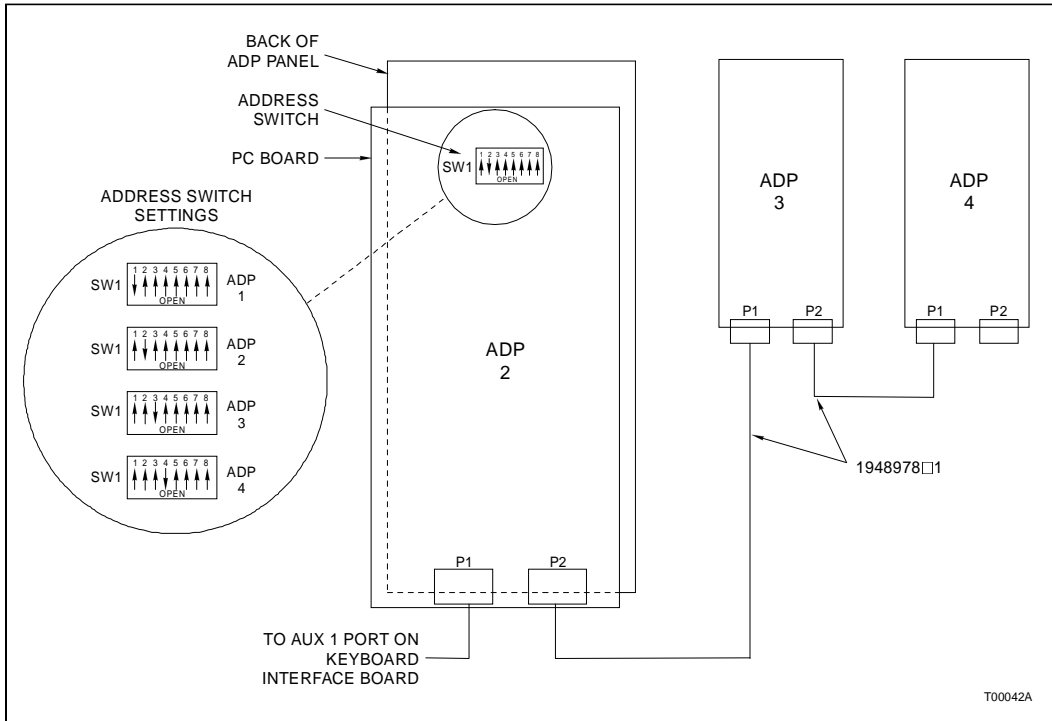 BACK OF
ADP PANEL
ADDRESS
SWITCH
PC BOARD
SW1
1 2 3 4 5 6 7 8
OPEN
ADDRESS SWITCH
SETTINGS
SW1
1 2 3 4 5 6 7 8
OPEN
ADP
1
SW1
1 2 3 4 5 6 7 8
OPEN
ADP
2
SW1
1 2 3 4 5 6 7 8
OPEN
ADP
3
SW1
1 2 3 4 5 6 7 8
OPEN
ADP
4
ADP
2
P1
P2
TO AUX 1 PORT ON
KEYBOARD
INTERFACE BOARD
ADP
3
P1
P2
ADP
4
P1
P2
1948978□1
T00042A